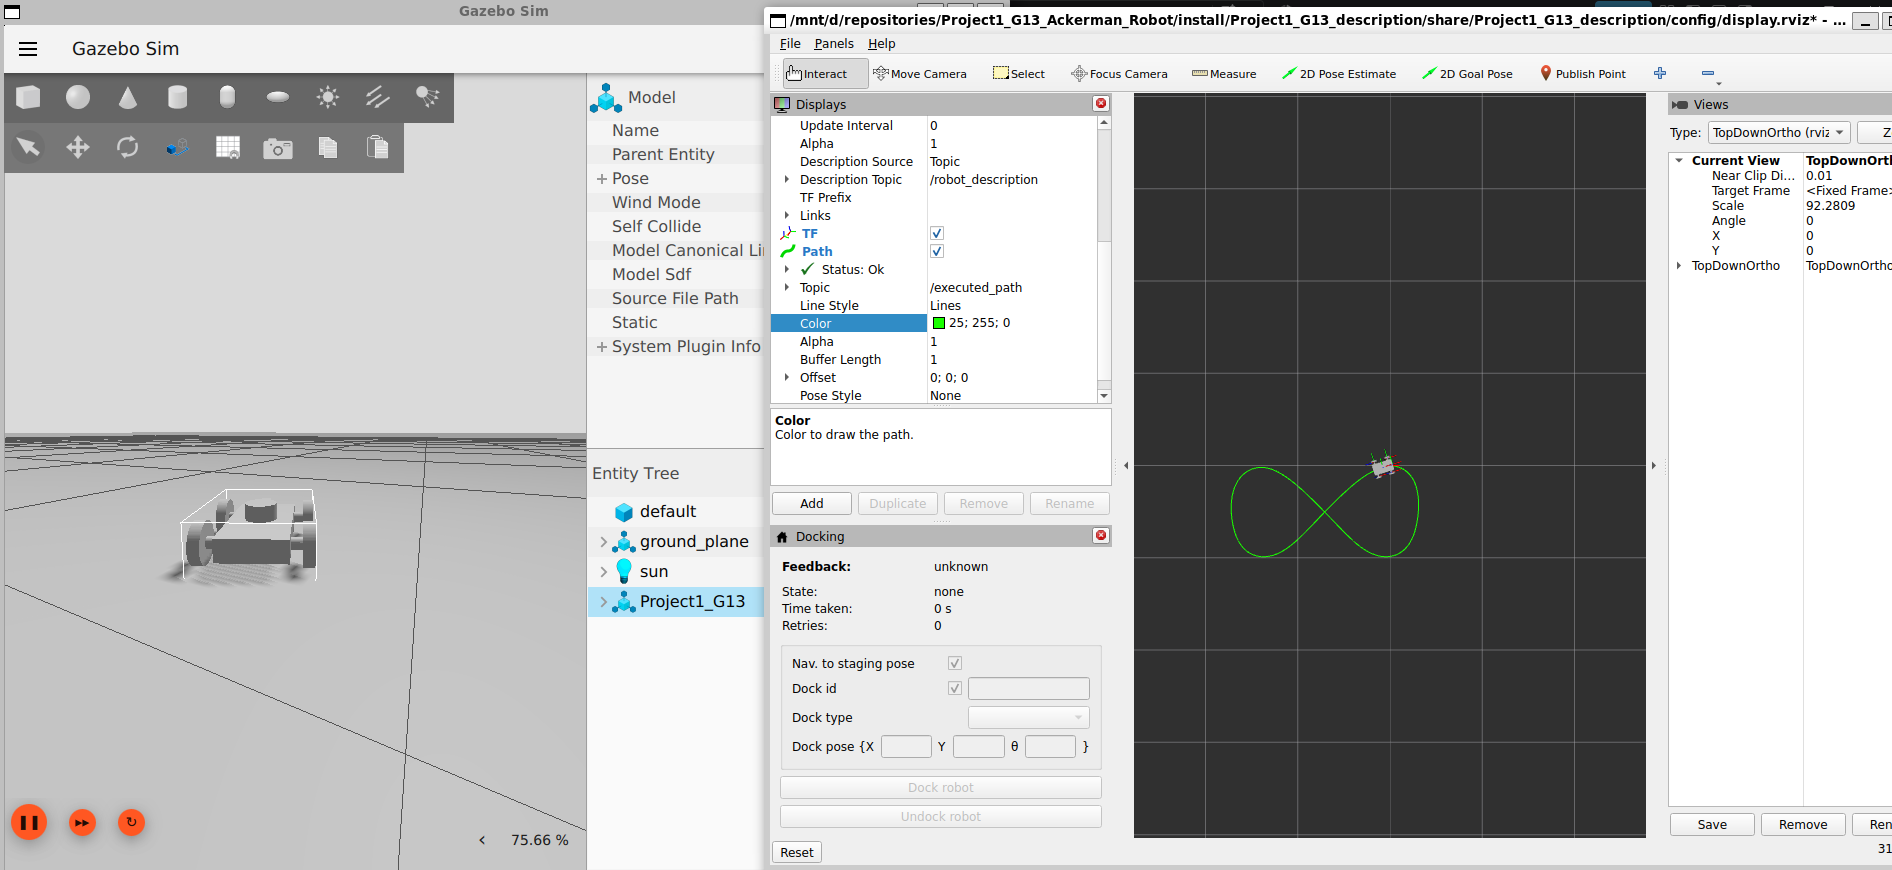 Gazebo Sim
Gazebo Sim
Model
Name
Parent Entity
Pose
Wind Mode
Self Collide
Model Canonical Li
Model Sdf
Source File Path
Static
System Plugin Info
Entity Tree
default
ground_plane
sun
Project1_G13
75.66 %
/mnt/d/repositories/Project1_G13_Ackerman_Robot/install/Project1_G13_description/share/Project1_G13_description/config/display.rviz* - ...
File Panels Help
Interact Move Camera Select Focus Camera Measure 2D Pose Estimate 2D Goal Pose Publish Point
Displays
Update Interval 0
Alpha 1
Description Source Topic
Description Topic /robot_description
TF Prefix
Links
TF
Path
Status: Ok
Topic /executed_path
Line Style Lines
Color 25; 255; 0
Alpha 1
Buffer Length 1
Offset 0; 0; 0
Pose Style None
Color
Color to draw the path.
Add Duplicate Remove Rename
Docking
Feedback: unknown
State: none
Time taken: 0 s
Retries: 0
Nav. to staging pose
Dock id
Dock type
Dock pose {X Y θ }
Dock robot
Undock robot
Reset
Views
Type: TopDownOrtho (rviz Z
Current View TopDownOrt
Near Clip Di... 0.01
Target Frame <Fixed Frame>
Scale 92.2809
Angle 0
X 0
Y 0
TopDownOrtho TopDownOrtho
Save Remove Ren
31